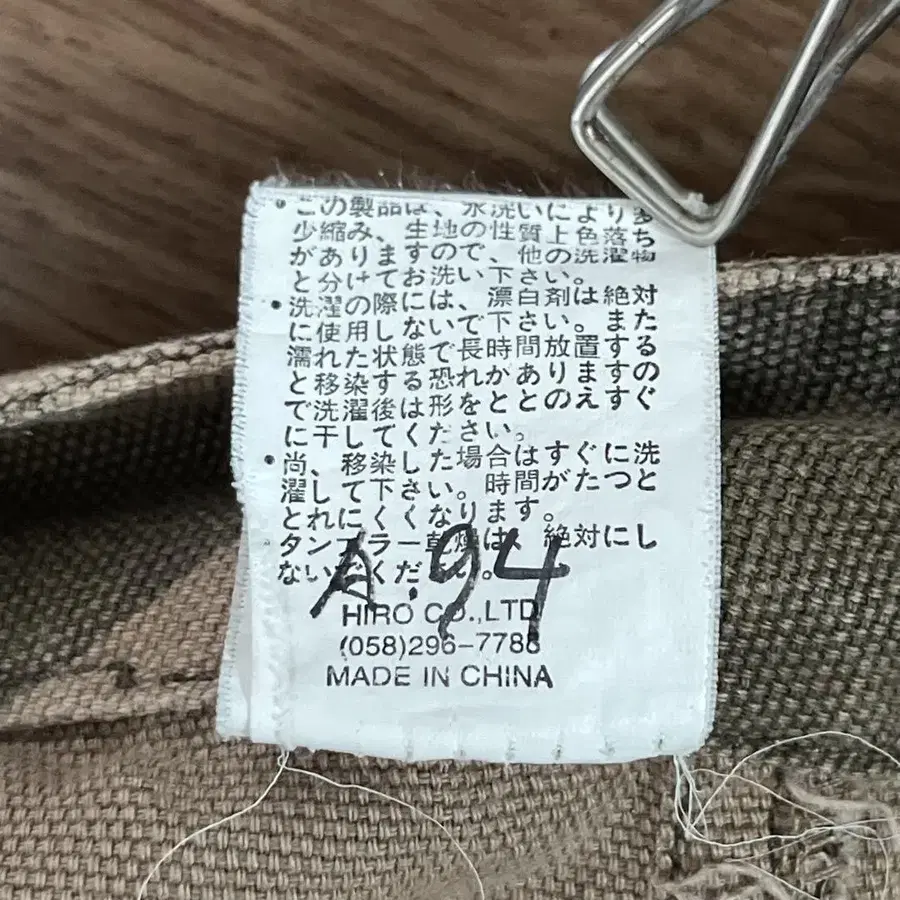 ・この製品は、水洗いにより多
少縮み、生地の性質上色落ち
がありますので、他の洗濯物
と分けてお洗い下さい。
・洗濯の際には、漂白剤は絶対
に使用しないで下さい。また
濡れた状態で長時間放置する
と移染する恐れがありますの
で洗濯後は形をととのえすぐ
に干してください。
・尚、移染した場合はすぐに洗
濯して下さい。時間がたつと
とれにくくなります。
・タンブラー乾燥は、絶対にし
ないでください。
A.94
HIRO CO.,LTD
(058)296-7788
MADE IN CHINA